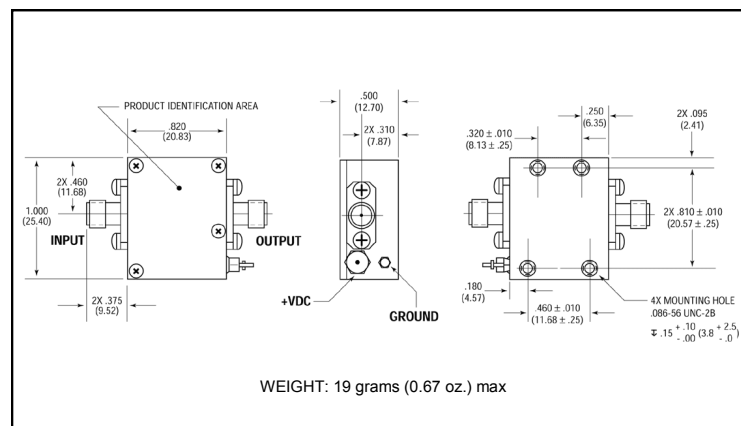 PRODUCT IDENTIFICATION AREA
.820
(20.83)
2X .460
(11.68)
1.000
(25.40)
INPUT
OUTPUT
2X .375
(9.52)
.500
(12.70)
2X .310
(7.87)
+VDC
GROUND
.320 ± .010
(8.13 ± .25)
.250
(6.35)
2X .095
(2.41)
2X .810 ± .010
(20.57 ± .25)
.180
(4.57)
.460 ± .010
(11.68 ± .25)
4X MOUNTING HOLE
.086-56 UNC-2B
↧ .15 + .10 - .00 (3.8 + 2.5 - .0 )
WEIGHT: 19 grams (0.67 oz.) max